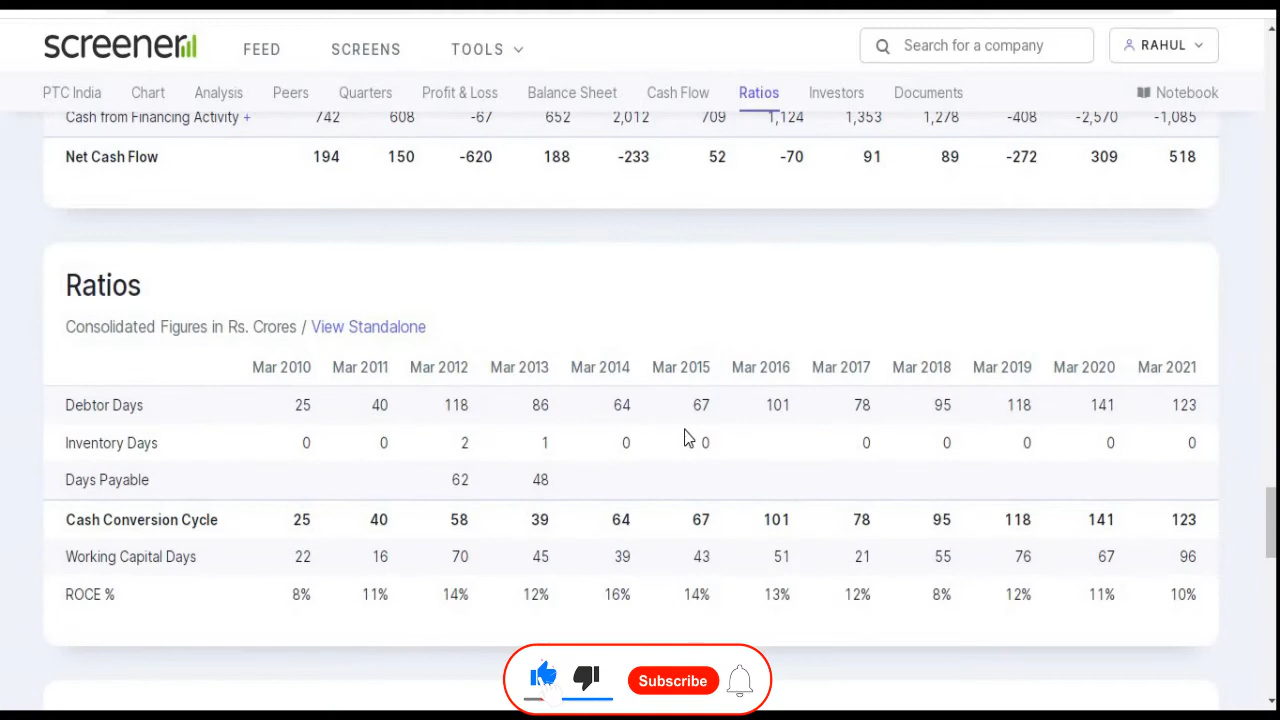 screener FEED SCREENS TOOLS Search for a company RAHUL
PTC India Chart Analysis Peers Quarters Profit & Loss Balance Sheet Cash Flow Ratios Investors Documents Notebook
Cash from Financing Activity + 742 608 -67 652 2,012 709 1,124 1,353 1,278 -408 -2,570 -1,085
Net Cash Flow 194 150 -620 188 -233 52 -70 91 89 -272 309 518
Ratios
Consolidated Figures in Rs. Crores / View Standalone
Mar 2010 Mar 2011 Mar 2012 Mar 2013 Mar 2014 Mar 2015 Mar 2016 Mar 2017 Mar 2018 Mar 2019 Mar 2020 Mar 2021
Debtor Days 25 40 118 86 64 67 101 78 95 118 141 123
Inventory Days 0 0 2 1 0 0 0 0 0 0 0
Days Payable 62 48
Cash Conversion Cycle 25 40 58 39 64 67 101 78 95 118 141 123
Working Capital Days 22 16 70 45 39 43 51 21 55 76 67 96
ROCE % 8% 11% 14% 12% 16% 14% 13% 12% 8% 12% 11% 10%
Subscribe